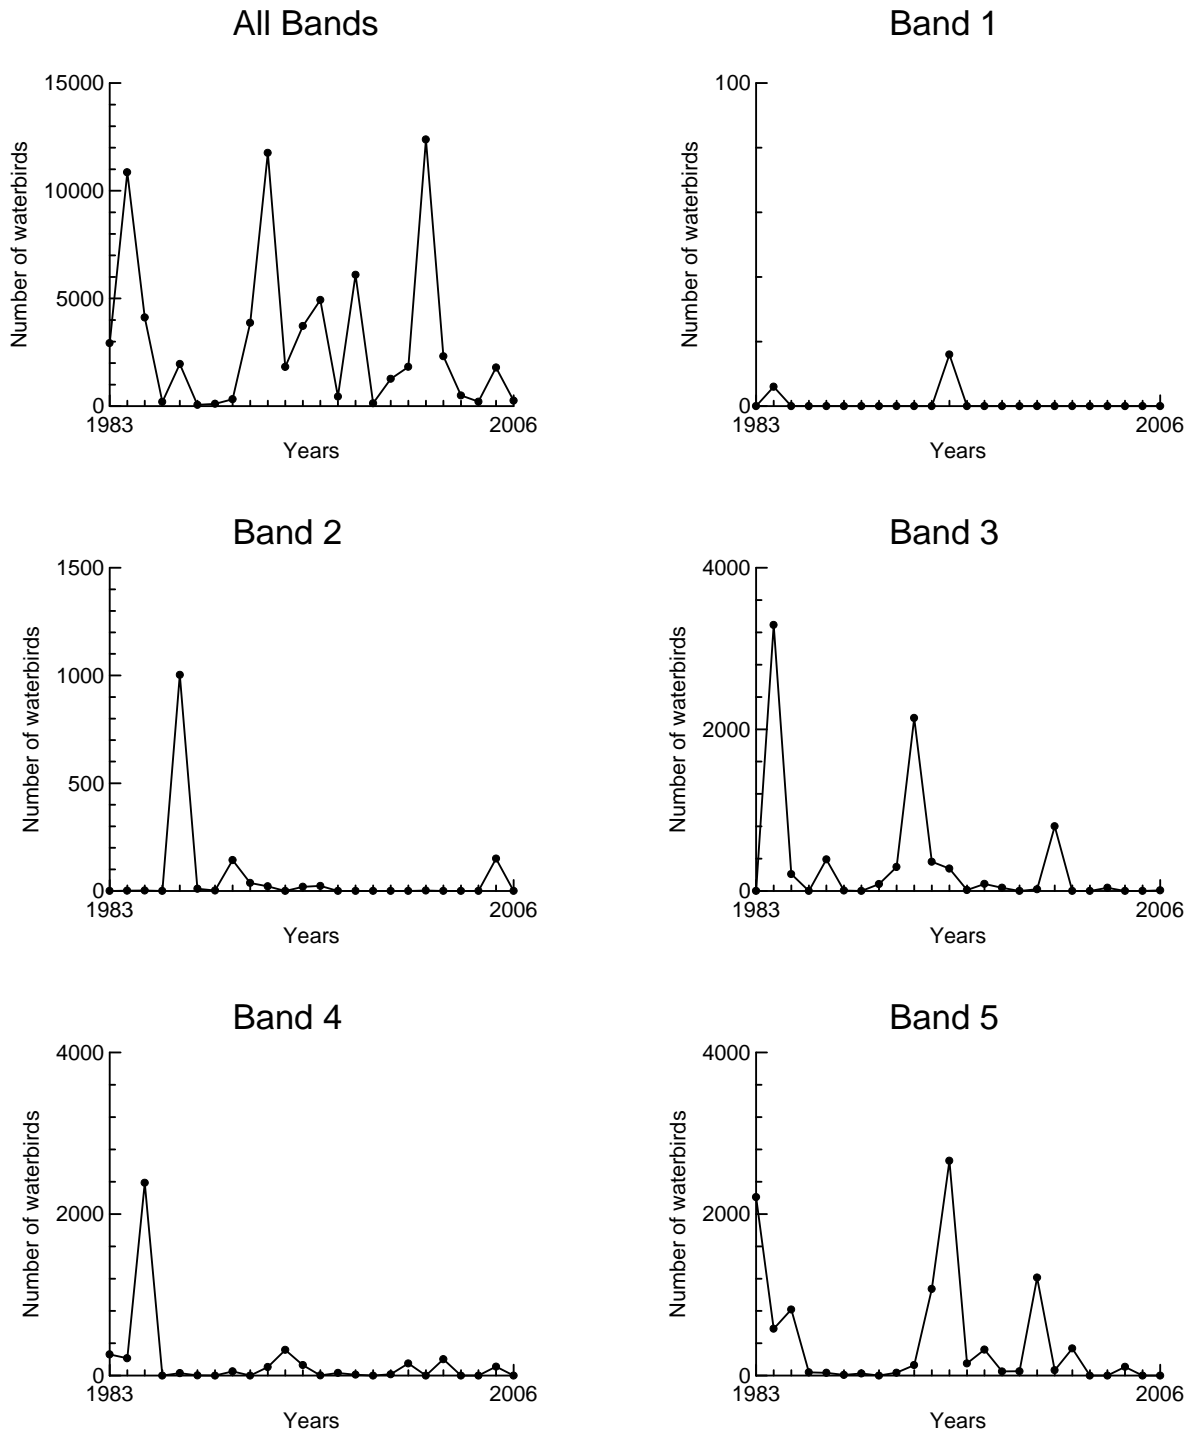 All Bands
15000
10000
5000
0
Number of waterbirds
1983
2006
Years
Band 1
100
0
Number of waterbirds
1983
2006
Years
Band 2
1500
1000
500
0
Number of waterbirds
1983
2006
Years
Band 3
4000
2000
0
Number of waterbirds
1983
2006
Years
Band 4
4000
2000
0
Number of waterbirds
1983
2006
Years
Band 5
4000
2000
0
Number of waterbirds
1983
2006
Years